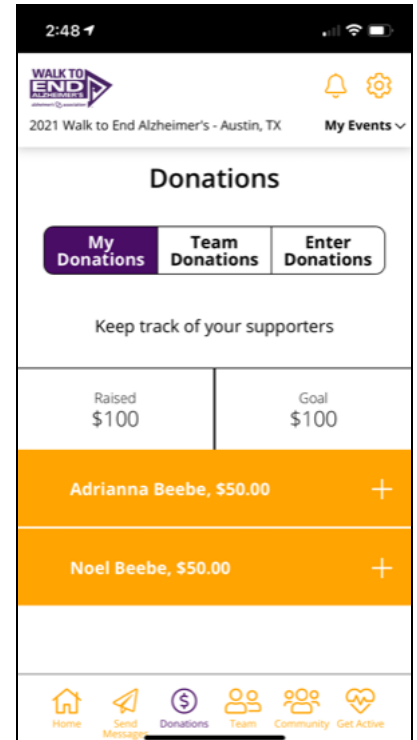 2:48
WALK TO
END
ALZHEIMER'S
alzheimer's association
2021 Walk to End Alzheimer's - Austin, TX
My Events
Donations
My
Donations
Team
Donations
Enter
Donations
Keep track of your supporters
Raised
$100
Goal
$100
Adrianna Beebe, $50.00
Noel Beebe, $50.00
Home
Send
Messages
$
Donations
Team
Community
Get Active